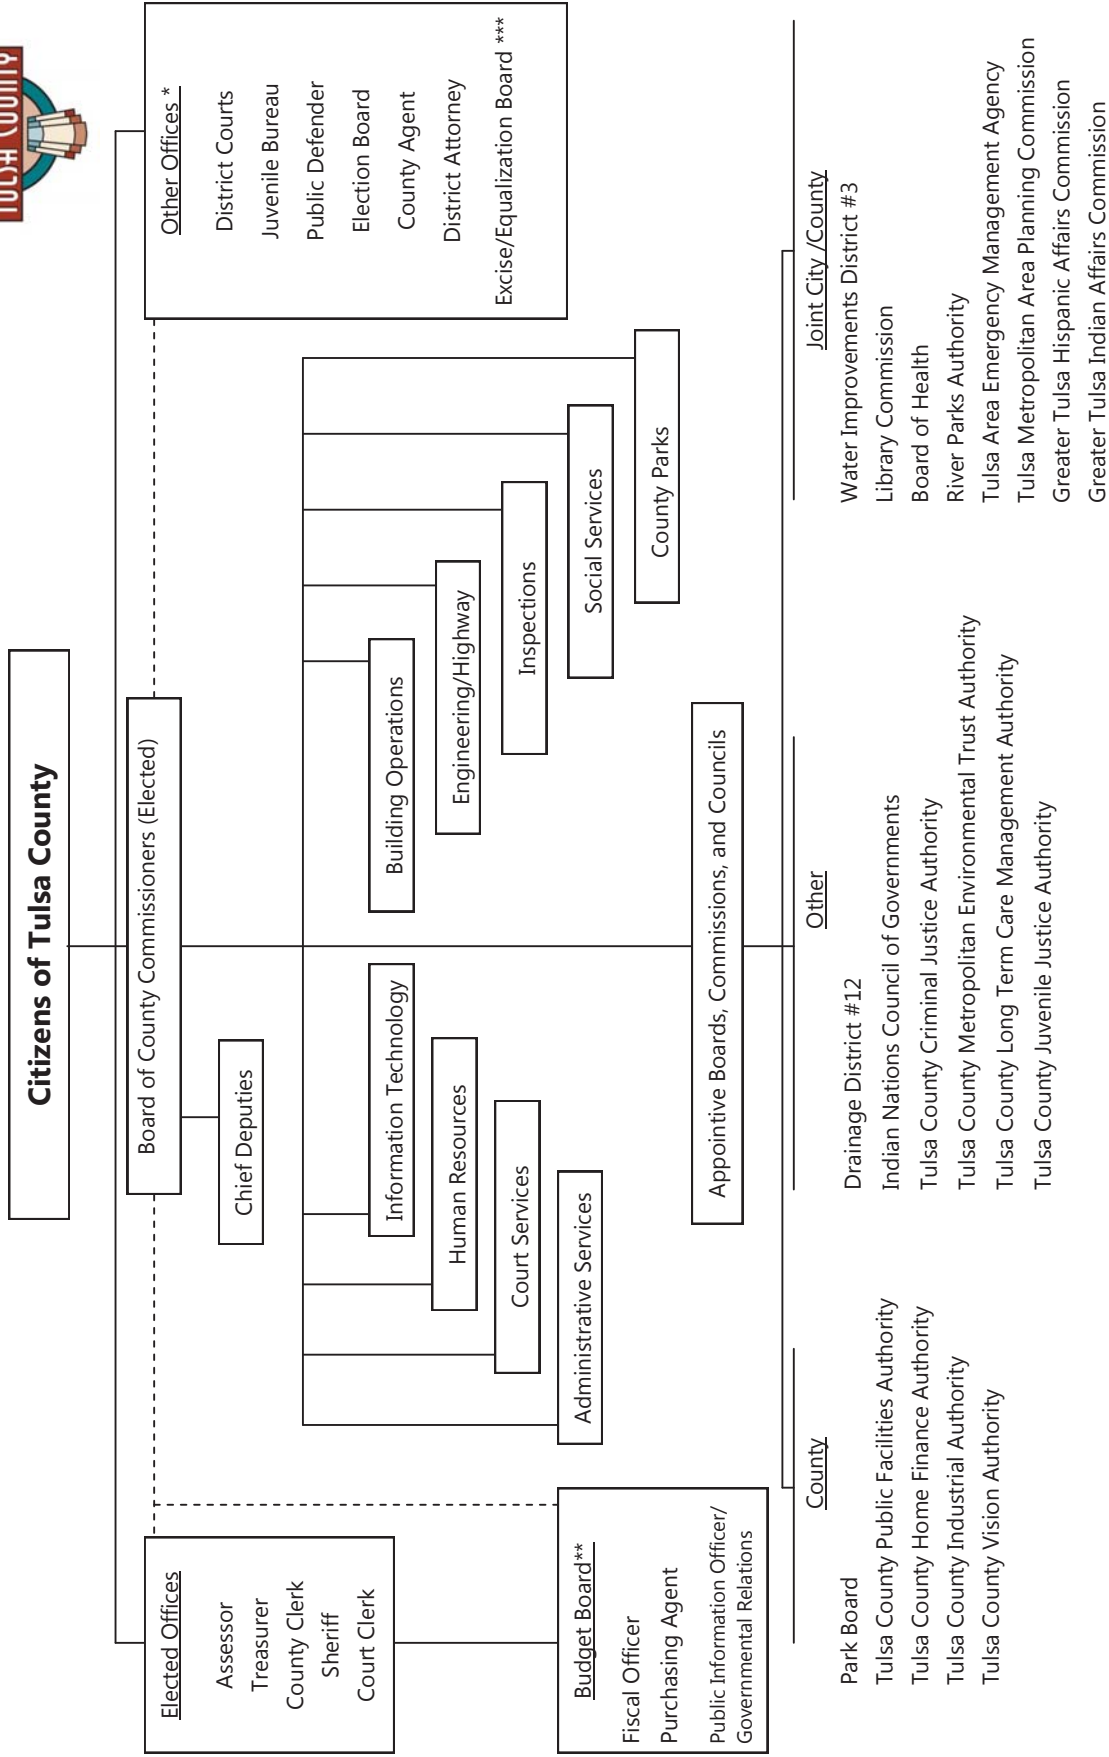 TULSA COUNTY
Citizens of Tulsa County
Board of County Commissioners (Elected)
Chief Deputies
Elected Offices
Assessor
Treasurer
County Clerk
Sheriff
Court Clerk
Other Offices *
District Courts
Juvenile Bureau
Public Defender
Election Board
County Agent
District Attorney
Excise/Equalization Board ***
Information Technology
Human Resources
Court Services
Administrative Services
Building Operations
Engineering/Highway
Inspections
Social Services
County Parks
Budget Board**
Fiscal Officer
Purchasing Agent
Public Information Officer/
Governmental Relations
Appointive Boards, Commissions, and Councils
County
Park Board
Tulsa County Public Facilities Authority
Tulsa County Home Finance Authority
Tulsa County Industrial Authority
Tulsa County Vision Authority
Other
Drainage District #12
Indian Nations Council of Governments
Tulsa County Criminal Justice Authority
Tulsa County Metropolitan Environmental Trust Authority
Tulsa County Long Term Care Management Authority
Tulsa County Juvenile Justice Authority
Joint City /County
Water Improvements District #3
Library Commission
Board of Health
River Parks Authority
Tulsa Area Emergency Management Agency
Tulsa Metropolitan Area Planning Commission
Greater Tulsa Hispanic Affairs Commission
Greater Tulsa Indian Affairs Commission